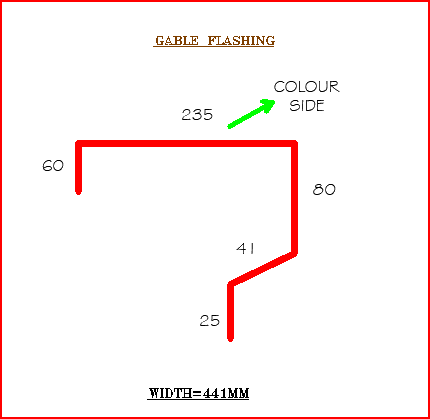 GABLE FLASHING
COLOUR
SIDE
235
60
80
41
25
WIDTH=441MM